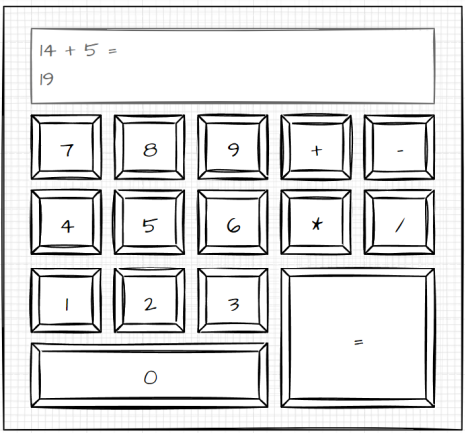 14 + 5 =
19
7 8 9 + -
4 5 6 * /
1 2 3
=
0